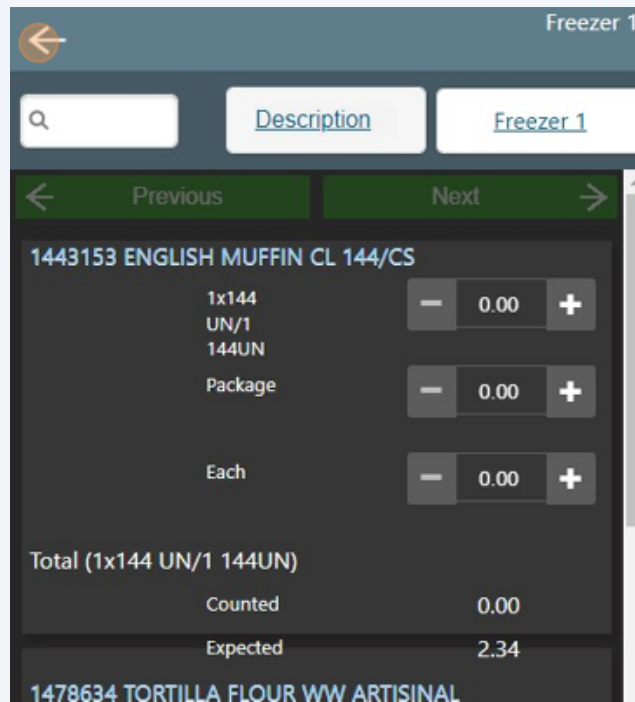 Freezer 1
Description
Freezer 1
Previous
Next
1443153 ENGLISH MUFFIN CL 144/CS
1x144
UN/1
144UN
0.00
Package
0.00
Each
0.00
Total (1x144 UN/1 144UN)
Counted 0.00
Expected 2.34
1478634 TORTILLA FLOUR WW ARTISINAL